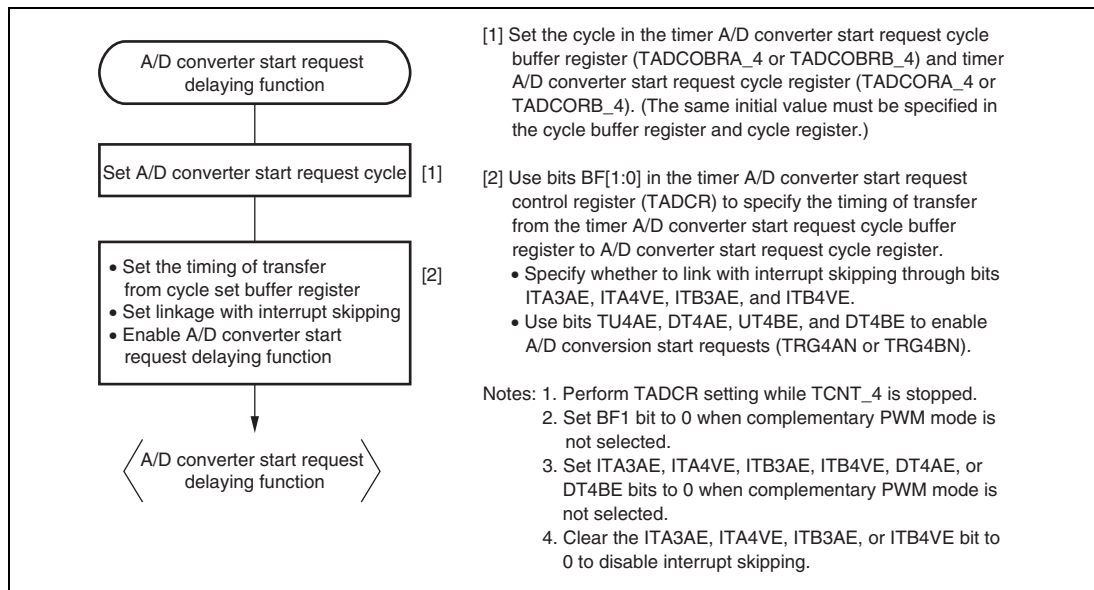 A/D converter start request
delaying function
Set A/D converter start request cycle
[1]
• Set the timing of transfer
from cycle set buffer register
• Set linkage with interrupt skipping
• Enable A/D converter start
request delaying function
[2]
A/D converter start request
delaying function
[1] Set the cycle in the timer A/D converter start request cycle
buffer register (TADCOBRA_4 or TADCOBRB_4) and timer
A/D converter start request cycle register (TADCORA_4 or
TADCORB_4). (The same initial value must be specified in
the cycle buffer register and cycle register.)
[2] Use bits BF[1:0] in the timer A/D converter start request
control register (TADCR) to specify the timing of transfer
from the timer A/D converter start request cycle buffer
register to A/D converter start request cycle register.
• Specify whether to link with interrupt skipping through bits
ITA3AE, ITA4VE, ITB3AE, and ITB4VE.
• Use bits TU4AE, DT4AE, UT4BE, and DT4BE to enable
A/D conversion start requests (TRG4AN or TRG4BN).
Notes: 1. Perform TADCR setting while TCNT_4 is stopped.
2. Set BF1 bit to 0 when complementary PWM mode is
not selected.
3. Set ITA3AE, ITA4VE, ITB3AE, ITB4VE, DT4AE, or
DT4BE bits to 0 when complementary PWM mode is
not selected.
4. Clear the ITA3AE, ITA4VE, ITB3AE, or ITB4VE bit to
0 to disable interrupt skipping.